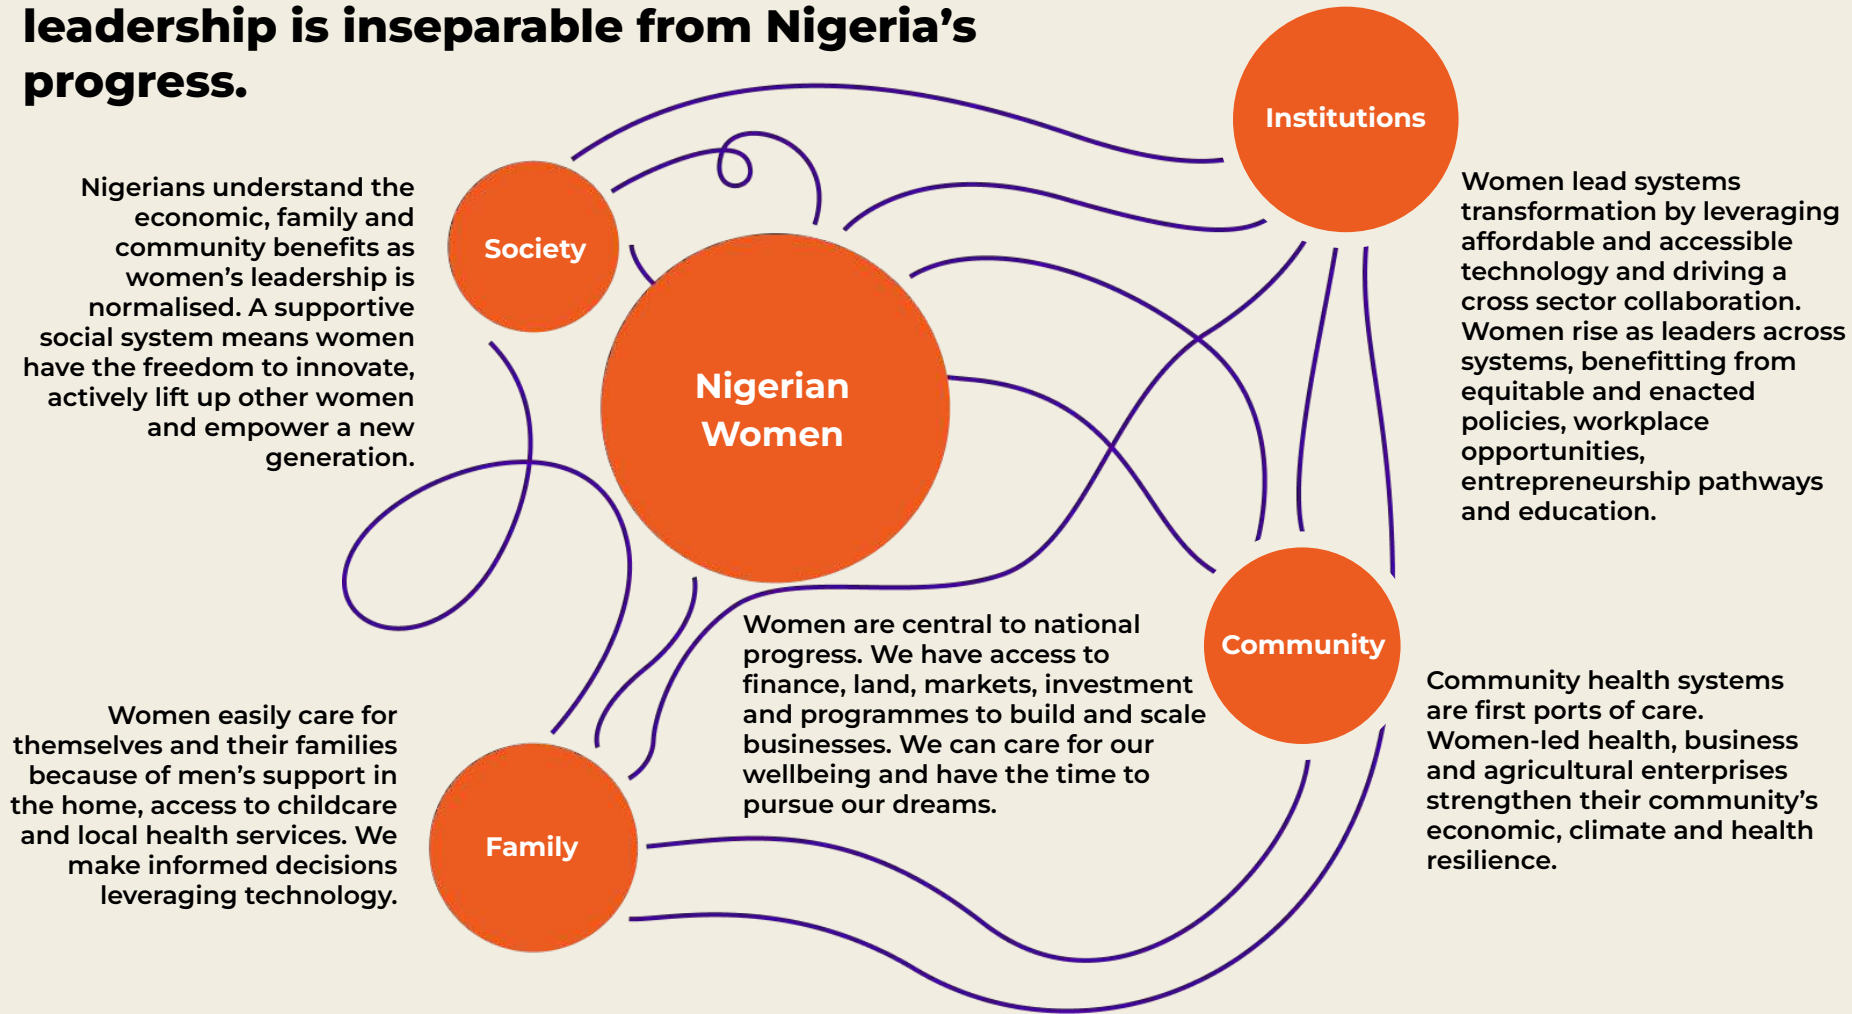 leadership is inseparable from Nigeria’s
progress.
Institutions
Women lead systems
transformation by leveraging
affordable and accessible
technology and driving a
cross sector collaboration.
Women rise as leaders across
systems, benefitting from
equitable and enacted
policies, workplace
opportunities,
entrepreneurship pathways
and education.
Society
Nigerians understand the
economic, family and
community benefits as
women’s leadership is
normalised. A supportive
social system means women
have the freedom to innovate,
actively lift up other women
and empower a new
generation.
Nigerian
Women
Women are central to national
progress. We have access to
finance, land, markets, investment
and programmes to build and scale
businesses. We can care for our
wellbeing and have the time to
pursue our dreams.
Community
Community health systems
are first ports of care.
Women-led health, business
and agricultural enterprises
strengthen their community’s
economic, climate and health
resilience.
Family
Women easily care for
themselves and their families
because of men’s support in
the home, access to childcare
and local health services. We
make informed decisions
leveraging technology.